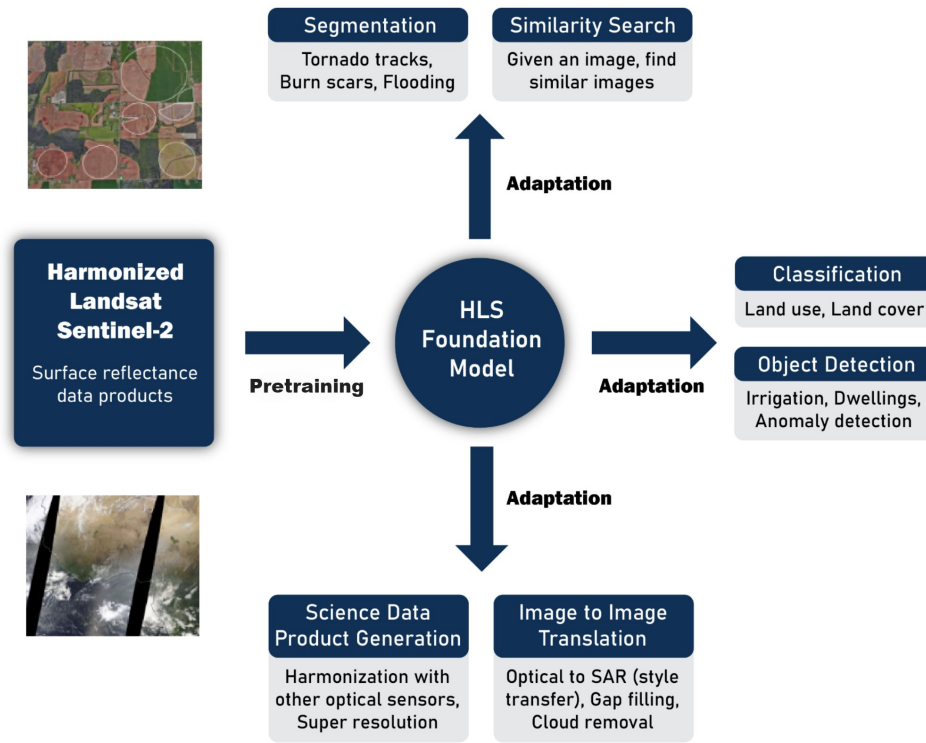 Segmentation
Tornado tracks,
Burn scars, Flooding
Similarity Search
Given an image, find
similar images
Adaptation
Harmonized
Landsat
Sentinel-2
Surface reflectance
data products
Pretraining
HLS
Foundation
Model
Adaptation
Classification
Land use, Land cover
Object Detection
Irrigation, Dwellings,
Anomaly detection
Adaptation
Science Data
Product Generation
Harmonization with
other optical sensors,
Super resolution
Image to Image
Translation
Optical to SAR (style
transfer), Gap filling,
Cloud removal